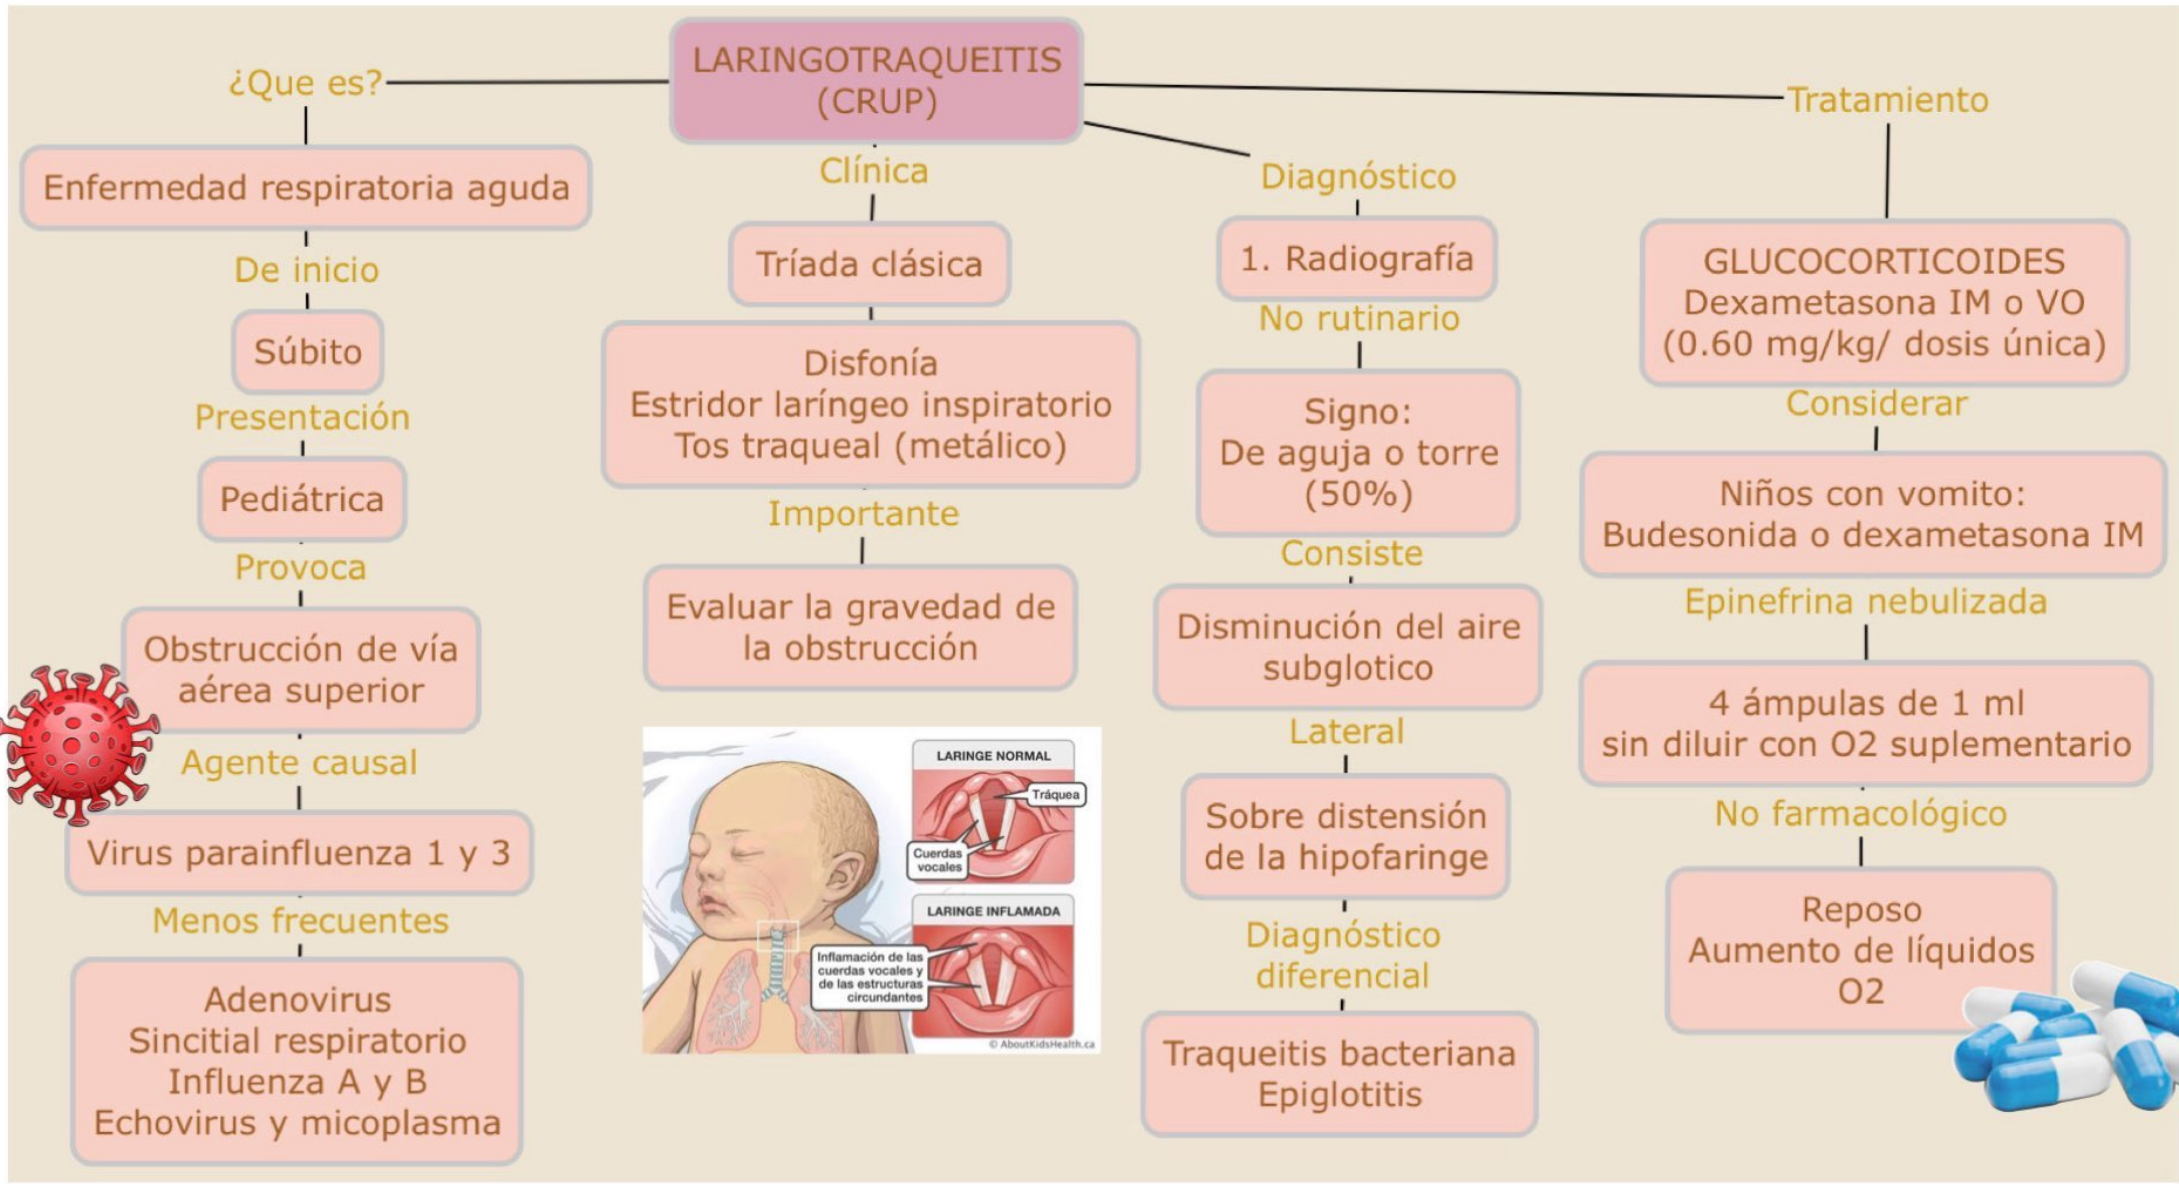 LARINGOTRAQUEITIS
(CRUP)
¿Que es?
Enfermedad respiratoria aguda
De inicio
Súbito
Presentación
Pediátrica
Provoca
Obstrucción de vía
aérea superior
Agente causal
Virus parainfluenza 1 y 3
Menos frecuentes
Adenovirus
Sincitial respiratorio
Influenza A y B
Echovirus y micoplasma
Clínica
Tríada clásica
Disfonía
Estridor laríngeo inspiratorio
Tos traqueal (metálico)
Importante
Evaluar la gravedad de
la obstrucción
LARINGE NORMAL
Tráquea
Cuerdas
vocales
LARINGE INFLAMADA
Inflamación de las
cuerdas vocales y
de las estructuras
circundantes
© AboutKidsHealth.ca
Diagnóstico
1. Radiografía
No rutinario
Signo:
De aguja o torre
(50%)
Consiste
Disminución del aire
subglotico
Lateral
Sobre distensión
de la hipofaringe
Diagnóstico
diferencial
Traqueitis bacteriana
Epiglotitis
Tratamiento
GLUCOCORTICOIDES
Dexametasona IM o VO
(0.60 mg/kg/ dosis única)
Considerar
Niños con vomito:
Budesonida o dexametasona IM
Epinefrina nebulizada
4 ámpulas de 1 ml
sin diluir con O2 suplementario
No farmacológico
Reposo
Aumento de líquidos
O2